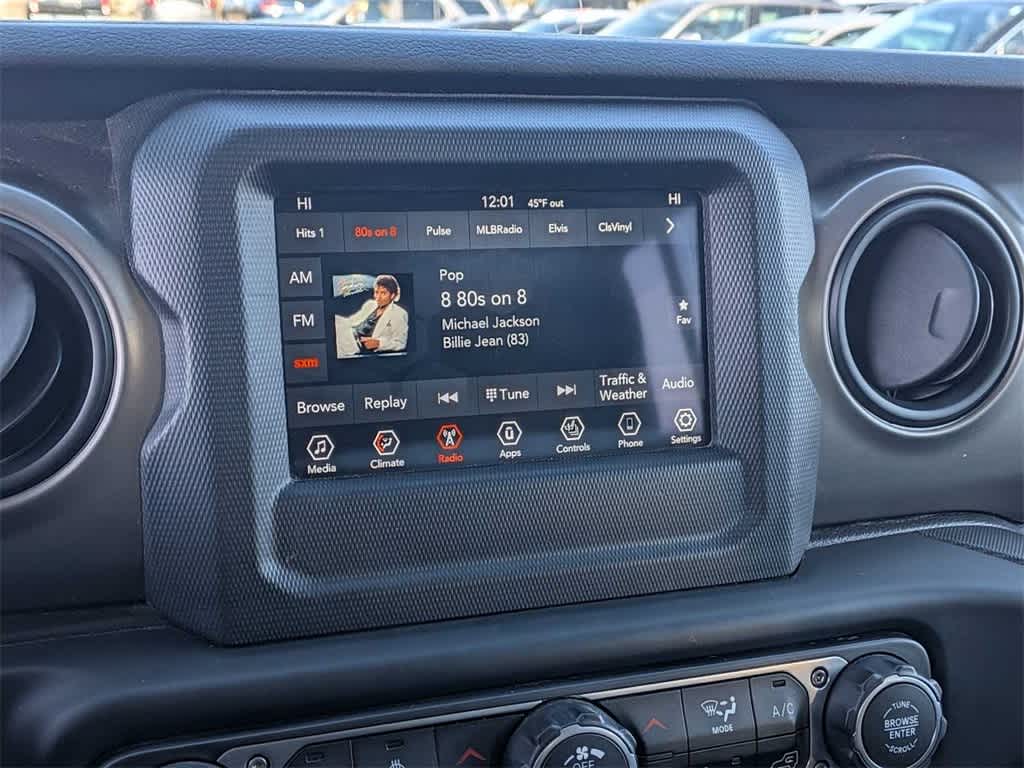 HI 12:01 45°F out HI
Hits 1 80s on 8 Pulse MLBRadio Elvis ClsVinyl
AM
FM
sxm
Pop
8 80s on 8
Michael Jackson
Billie Jean (83)
Fav
Browse Replay Tune Traffic & Weather Audio
Media Climate Radio Apps Controls Phone Settings
MODE
A/C
OFF
TUNE
BROWSE
ENTER
SCROLL